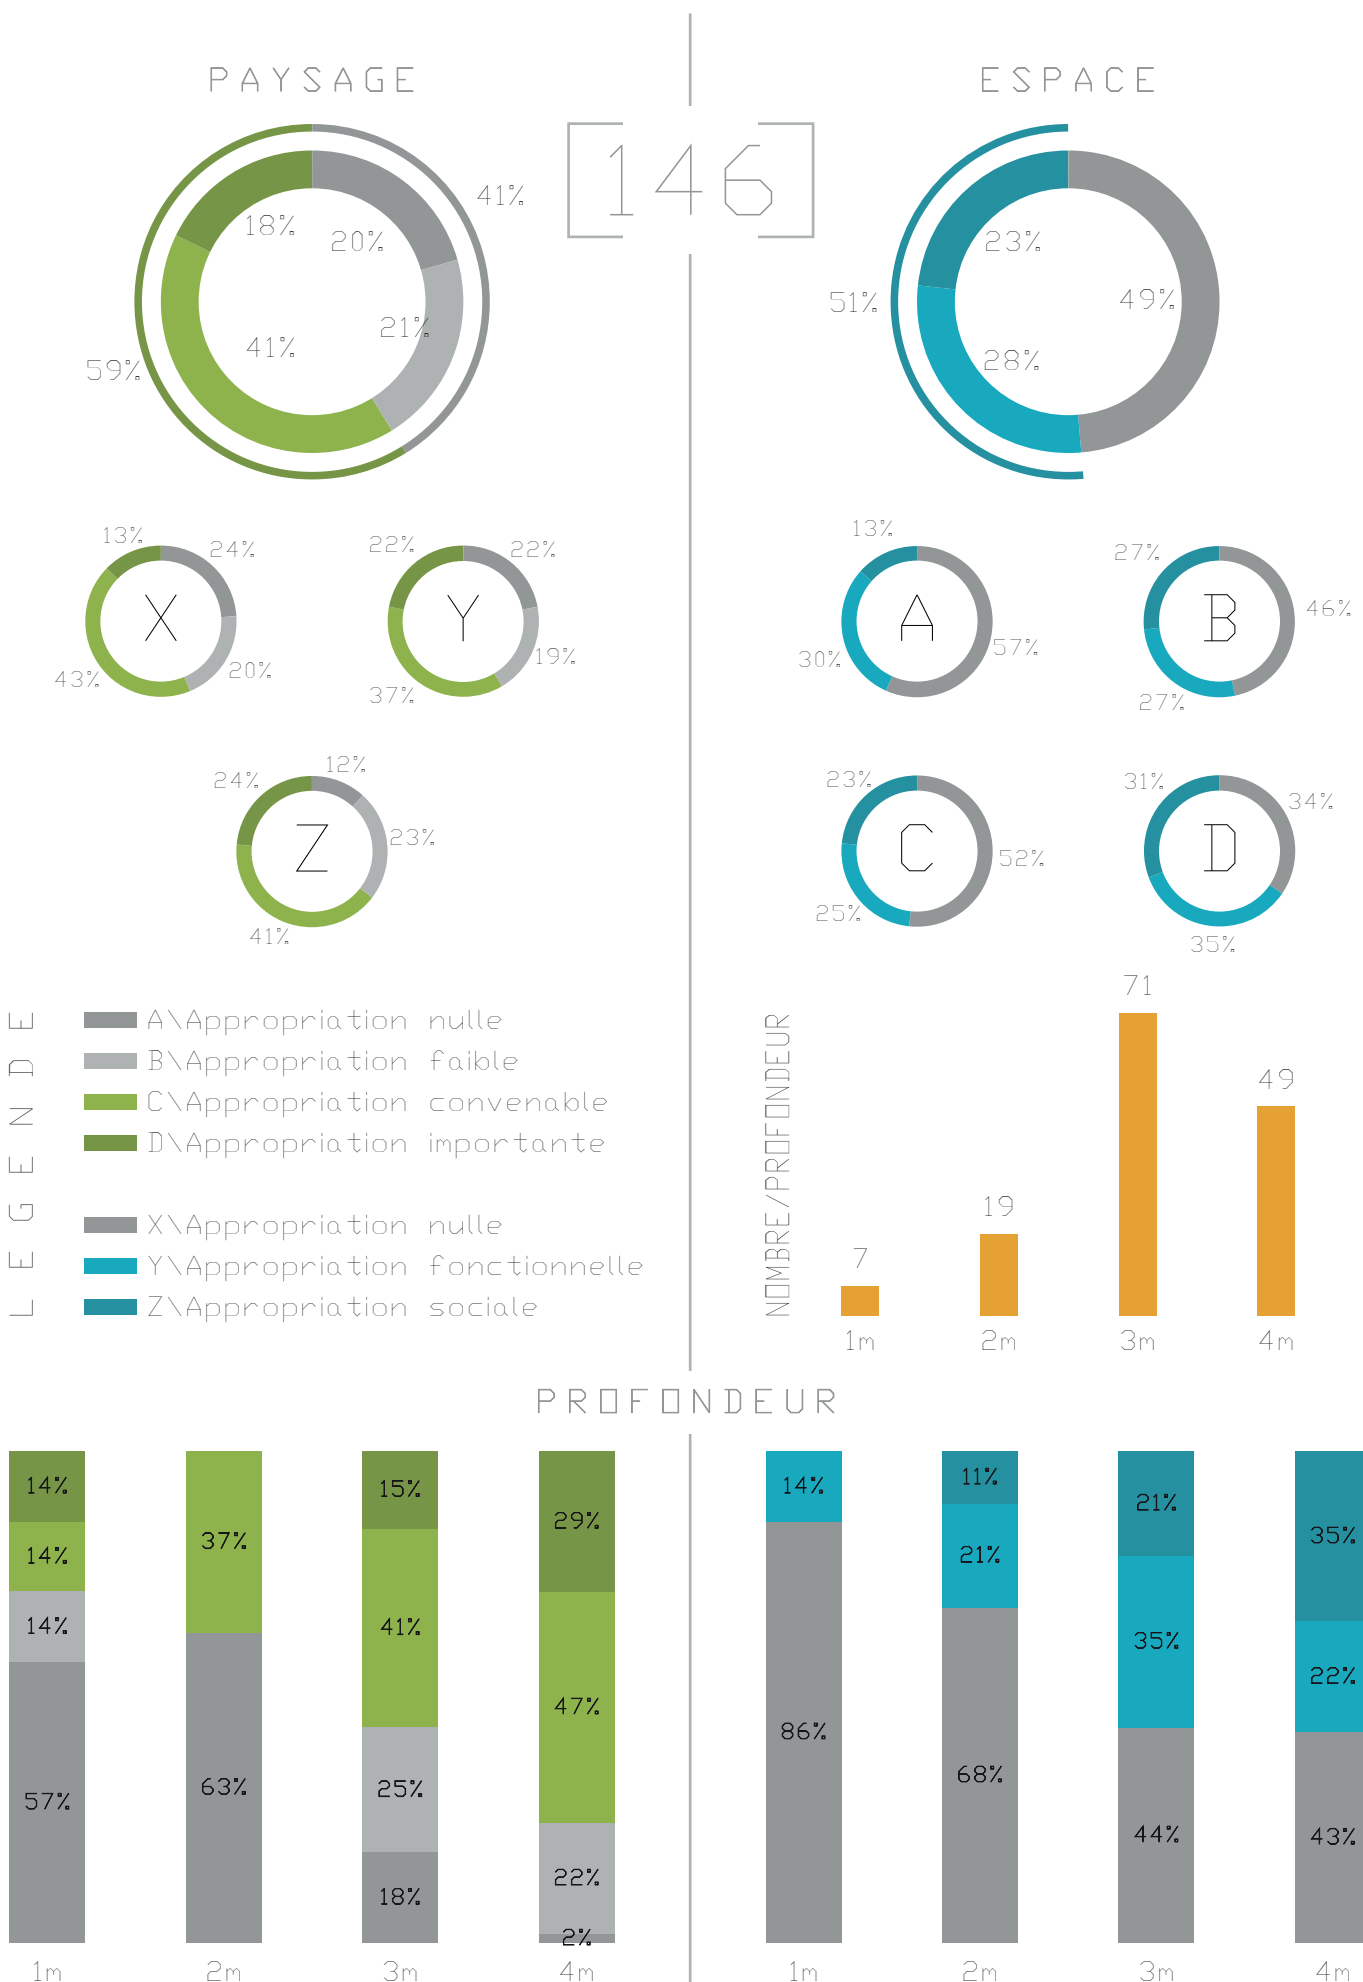 PAYSAGE
ESPACE
146
41%
18%
20%
21%
41%
59%
23%
49%
51%
28%
13%
24%
X
20%
43%
22%
22%
Y
19%
37%
24%
12%
Z
23%
41%
13%
A
57%
30%
27%
B
46%
27%
23%
C
52%
25%
31%
D
34%
35%
LEGENDE
A\Appropriation nulle
B\Appropriation faible
C\Appropriation convenable
D\Appropriation importante
X\Appropriation nulle
Y\Appropriation fonctionnelle
Z\Appropriation sociale
NOMBRE/PROFONDEUR
7
19
71
49
1m
2m
3m
4m
PROFONDEUR
14%
14%
14%
57%
1m
37%
63%
2m
15%
41%
25%
18%
3m
29%
47%
22%
2%
4m
14%
86%
1m
11%
21%
68%
2m
21%
35%
44%
3m
35%
22%
43%
4m